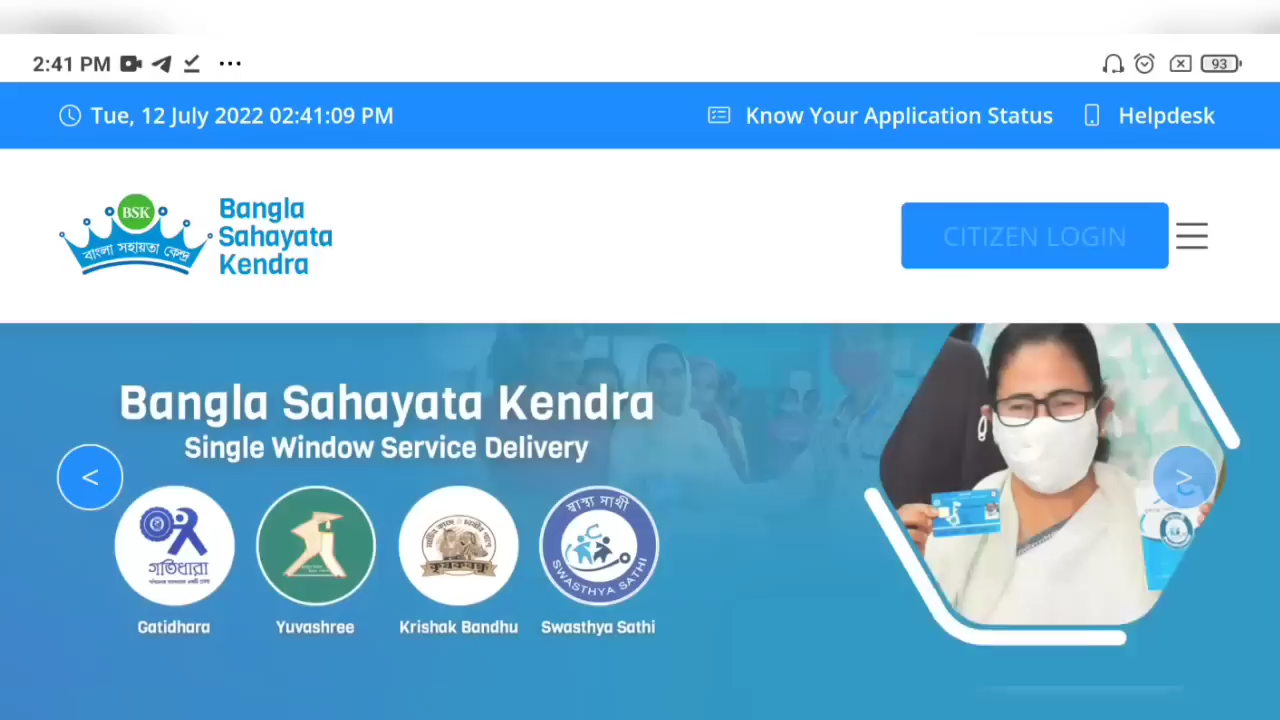 2:41 PM
93
Tue, 12 July 2022 02:41:09 PM
Know Your Application Status
Helpdesk
BSK
বাংলা সহায়তা কেন্দ্র
Bangla
Sahayata
Kendra
CITIZEN LOGIN
Bangla Sahayata Kendra
Single Window Service Delivery
<
>
গতিধারা
স্বাস্থ্য সাথী
SWASTHYA SATHI
Gatidhara
Yuvashree
Krishak Bandhu
Swasthya Sathi